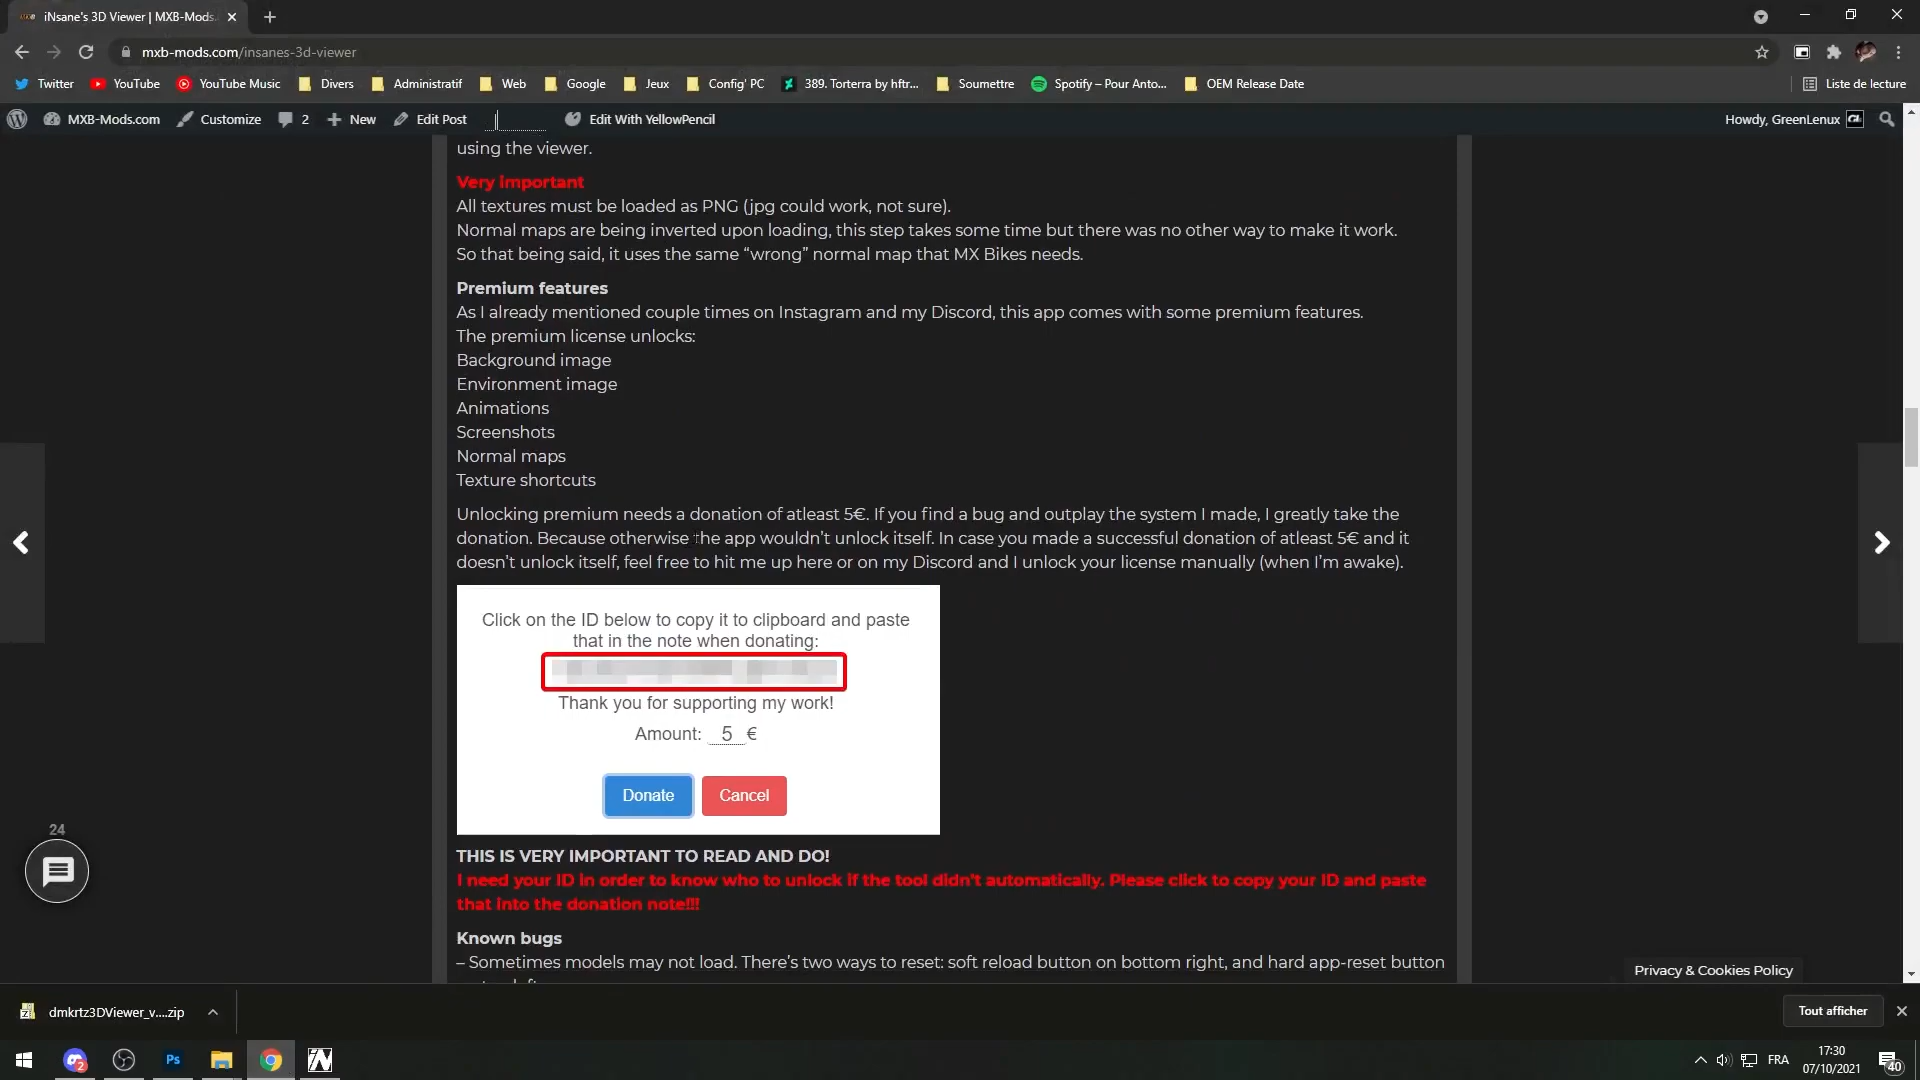 iNsane's 3D Viewer | MXB-Mods.
mxb-mods.com/insanes-3d-viewer
Twitter YouTube YouTube Music Divers Administratif Web Google Jeux Config' PC 389. Torterra by hftr... Soumettre Spotify – Pour Anto... OEM Release Date Liste de lecture
MXB-Mods.com Customize 2 New Edit Post Edit With YellowPencil Howdy, GreenLenux
using the viewer.
Very important
All textures must be loaded as PNG (jpg could work, not sure).
Normal maps are being inverted upon loading, this step takes some time but there was no other way to make it work.
So that being said, it uses the same “wrong” normal map that MX Bikes needs.
Premium features
As I already mentioned couple times on Instagram and my Discord, this app comes with some premium features.
The premium license unlocks:
Background image
Environment image
Animations
Screenshots
Normal maps
Texture shortcuts
Unlocking premium needs a donation of atleast 5€. If you find a bug and outplay the system I made, I greatly take the
donation. Because otherwise the app wouldn’t unlock itself. In case you made a successful donation of atleast 5€ and it
doesn’t unlock itself, feel free to hit me up here or on my Discord and I unlock your license manually (when I’m awake).
Click on the ID below to copy it to clipboard and paste
that in the note when donating:
Thank you for supporting my work!
Amount: 5 €
Donate Cancel
24
THIS IS VERY IMPORTANT TO READ AND DO!
I need your ID in order to know who to unlock if the tool didn’t automatically. Please click to copy your ID and paste
that into the donation note!!!
Known bugs
– Sometimes models may not load. There’s two ways to reset: soft reload button on bottom right, and hard app-reset button
Privacy & Cookies Policy
dmkrtz3DViewer_v....zip
Tout afficher
2 Ps FRA
17:30
07/10/2021
40